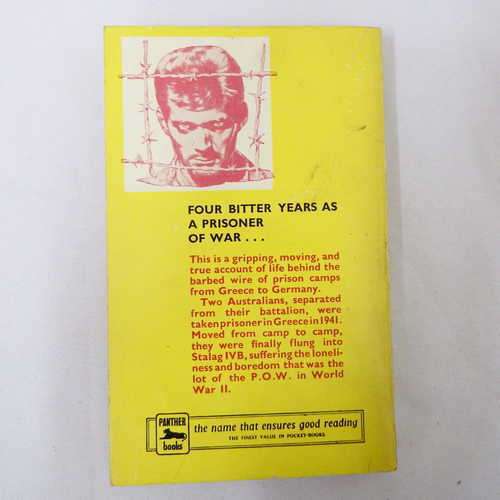 FOUR BITTER YEARS AS
A PRISONER
OF WAR . . .
This is a gripping, moving, and
true account of life behind the
barbed wire of prison camps
from Greece to Germany.
Two Australians, separated
from their battalion, were
taken prisoner in Greece in 1941.
Moved from camp to camp,
they were finally flung into
Stalag IVB, suffering the loneli-
ness and boredom that was the
lot of the P.O.W. in World
War II.
PANTHER
books
the name that ensures good reading
THE FINEST VALUE IN POCKET-BOOKS